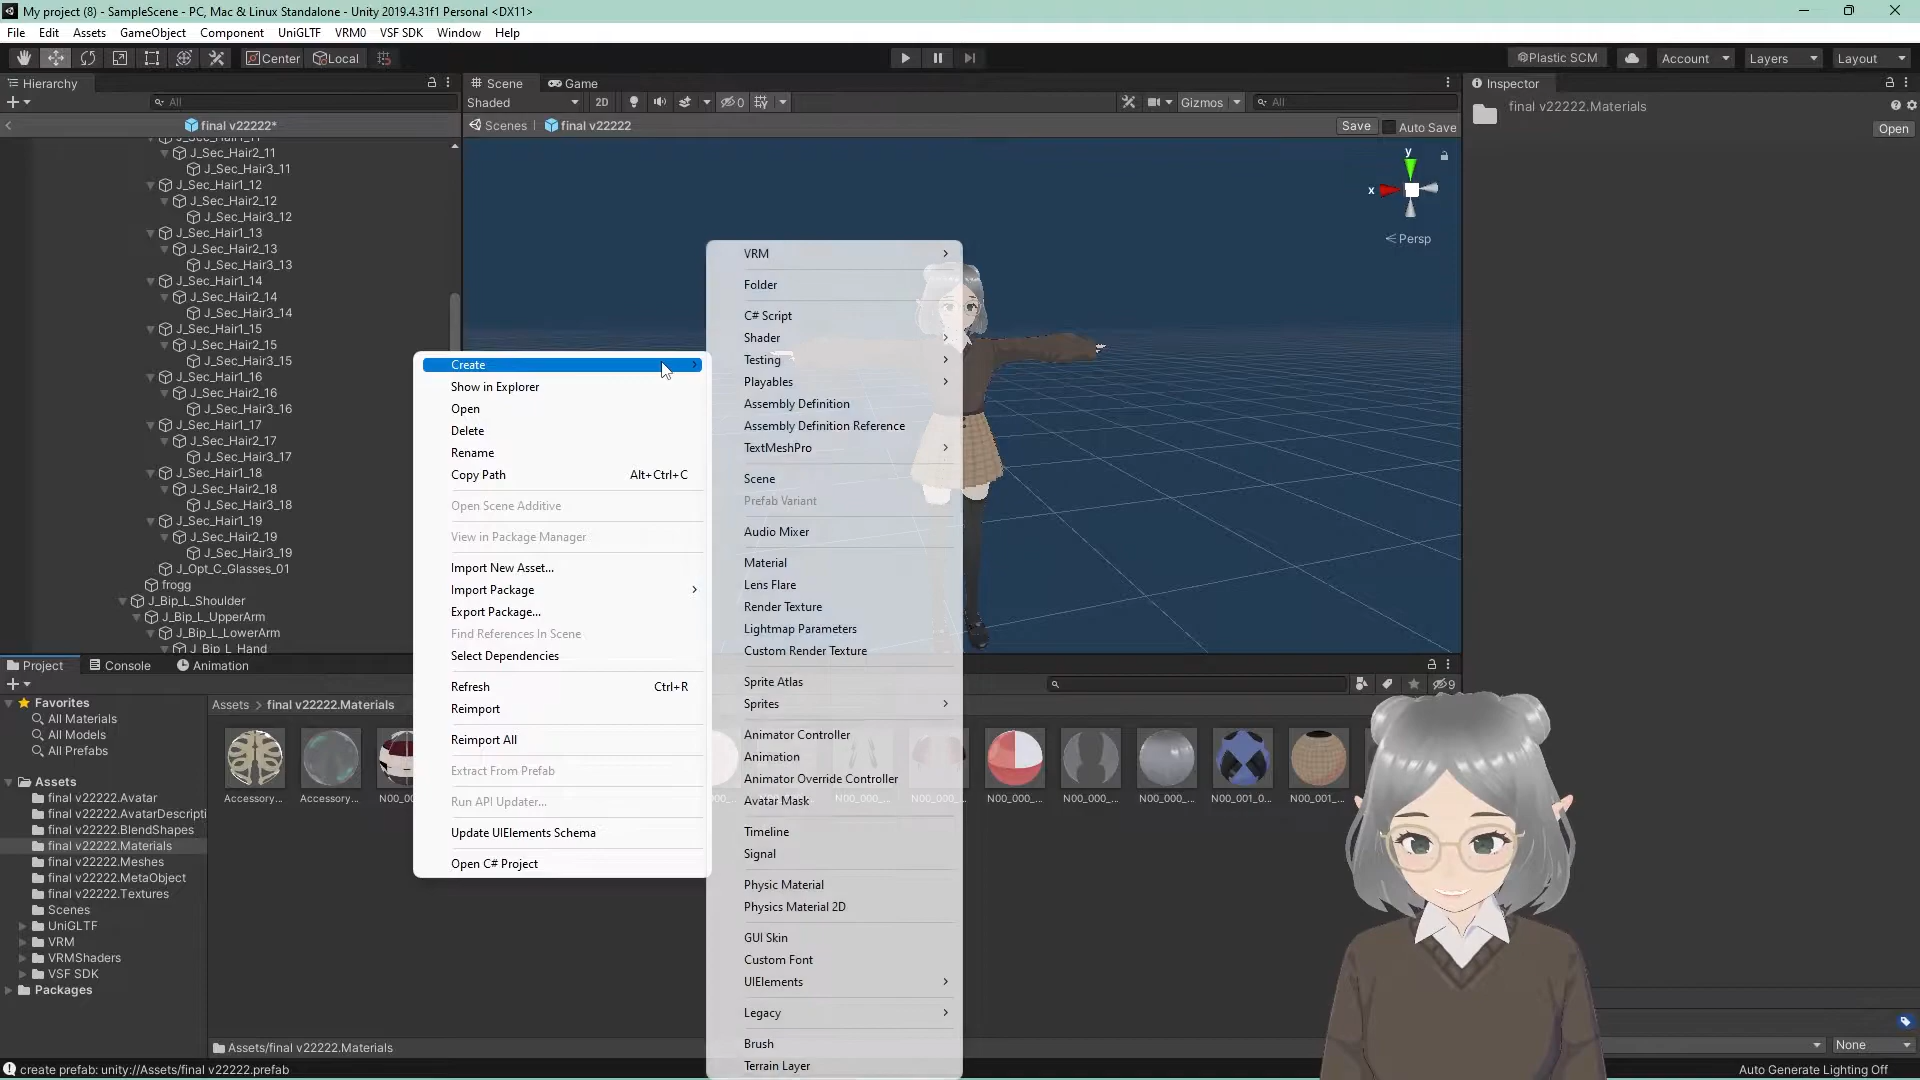 My project (8) - SampleScene - PC, Mac & Linux Standalone - Unity 2019.4.31f1 Personal <DX11>
File Edit Assets GameObject Component UniGLTF VRM0 VSF SDK Window Help
Center Local Plastic SCM Account Layers Layout
Hierarchy
All
final v22222*
J_Sec_Hair2_11
J_Sec_Hair3_11
J_Sec_Hair1_12
J_Sec_Hair2_12
J_Sec_Hair3_12
J_Sec_Hair1_13
J_Sec_Hair2_13
J_Sec_Hair3_13
J_Sec_Hair1_14
J_Sec_Hair2_14
J_Sec_Hair3_14
J_Sec_Hair1_15
J_Sec_Hair2_15
J_Sec_Hair3_15
J_Sec_Hair1_16
J_Sec_Hair2_16
J_Sec_Hair3_16
J_Sec_Hair1_17
J_Sec_Hair2_17
J_Sec_Hair3_17
J_Sec_Hair1_18
J_Sec_Hair2_18
J_Sec_Hair3_18
J_Sec_Hair1_19
J_Sec_Hair2_19
J_Sec_Hair3_19
J_Opt_C_Glasses_01
frogg
J_Bip_L_Shoulder
J_Bip_L_UpperArm
J_Bip_L_LowerArm
J_Bip_L_Hand
Scene Game
Shaded 2D 0 Gizmos All
Scenes final v22222 Save Auto Save
y
x
Persp
Inspector
final v22222.Materials
Open
Create
Show in Explorer
Open
Delete
Rename
Copy Path Alt+Ctrl+C
Open Scene Additive
View in Package Manager
Import New Asset...
Import Package
Export Package...
Find References In Scene
Select Dependencies
Refresh Ctrl+R
Reimport
Reimport All
Extract From Prefab
Run API Updater...
Update UIElements Schema
Open C# Project
VRM
Folder
C# Script
Shader
Testing
Playables
Assembly Definition
Assembly Definition Reference
TextMeshPro
Scene
Prefab Variant
Audio Mixer
Material
Lens Flare
Render Texture
Lightmap Parameters
Custom Render Texture
Sprite Atlas
Sprites
Animator Controller
Animation
Animator Override Controller
Avatar Mask
Timeline
Signal
Physic Material
Physics Material 2D
GUI Skin
Custom Font
UIElements
Legacy
Brush
Terrain Layer
Project Console Animation
9
Favorites
All Materials
All Models
All Prefabs
Assets
final v22222.Avatar
final v22222.AvatarDescripti
final v22222.BlendShapes
final v22222.Materials
final v22222.Meshes
final v22222.MetaObject
final v22222.Textures
Scenes
UniGLTF
VRM
VRMShaders
VSF SDK
Packages
Assets > final v22222.Materials
Accessory... Accessory... N00_000_... N00_000_... N00_000_... N00_001_0... N00_001_...
Assets/final v22222.Materials
None
create prefab: unity://Assets/final v22222.prefab
Auto Generate Lighting Off